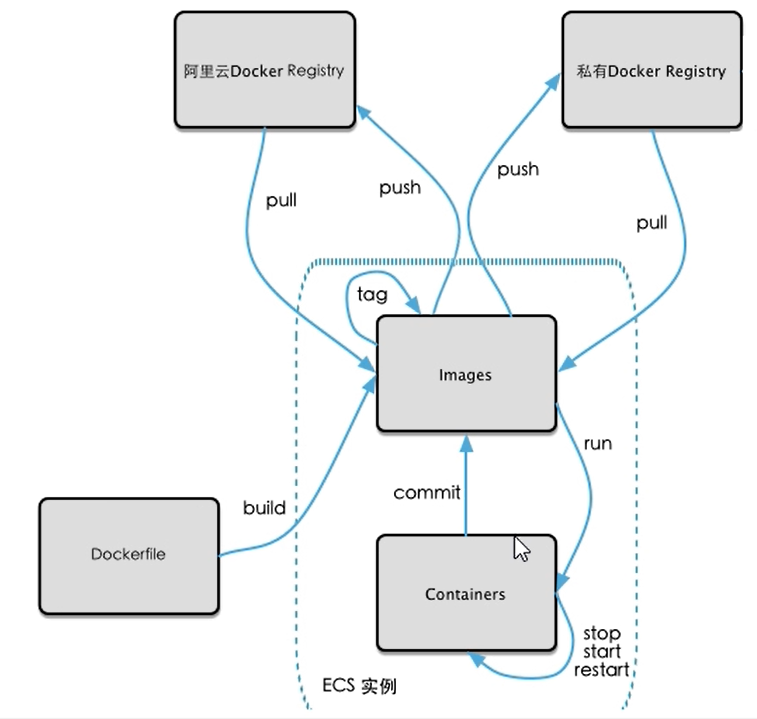 阿里云Docker Registry
私有Docker Registry
push
push
pull
pull
tag
Images
run
commit
build
Dockerfile
Containers
stop
start
restart
ECS 实例